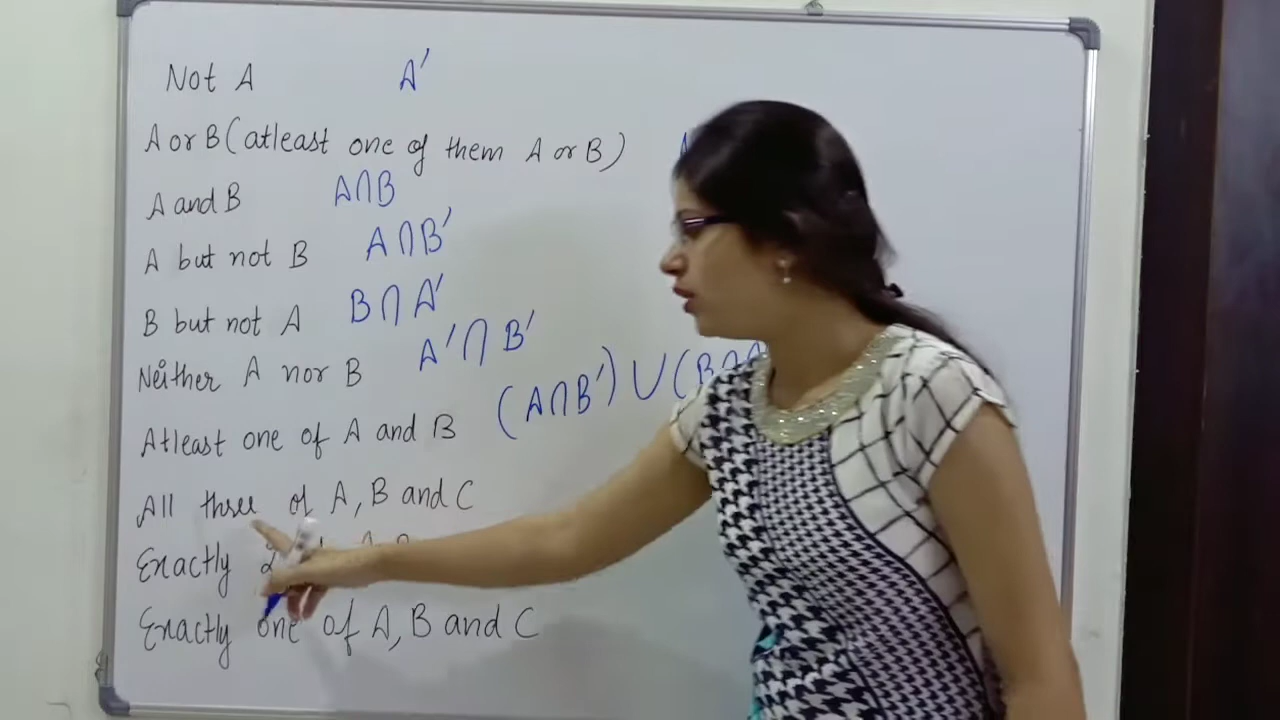 Not A A′
A or B (atleast one of them A or B) A
A and B A∩B
A but not B A∩B′
B but not A B∩A′
Neither A nor B A′∩B′
Atleast one of A and B (A∩B′)∪(B∩
All three of A, B and C
Exactly
Exactly one of A, B and C